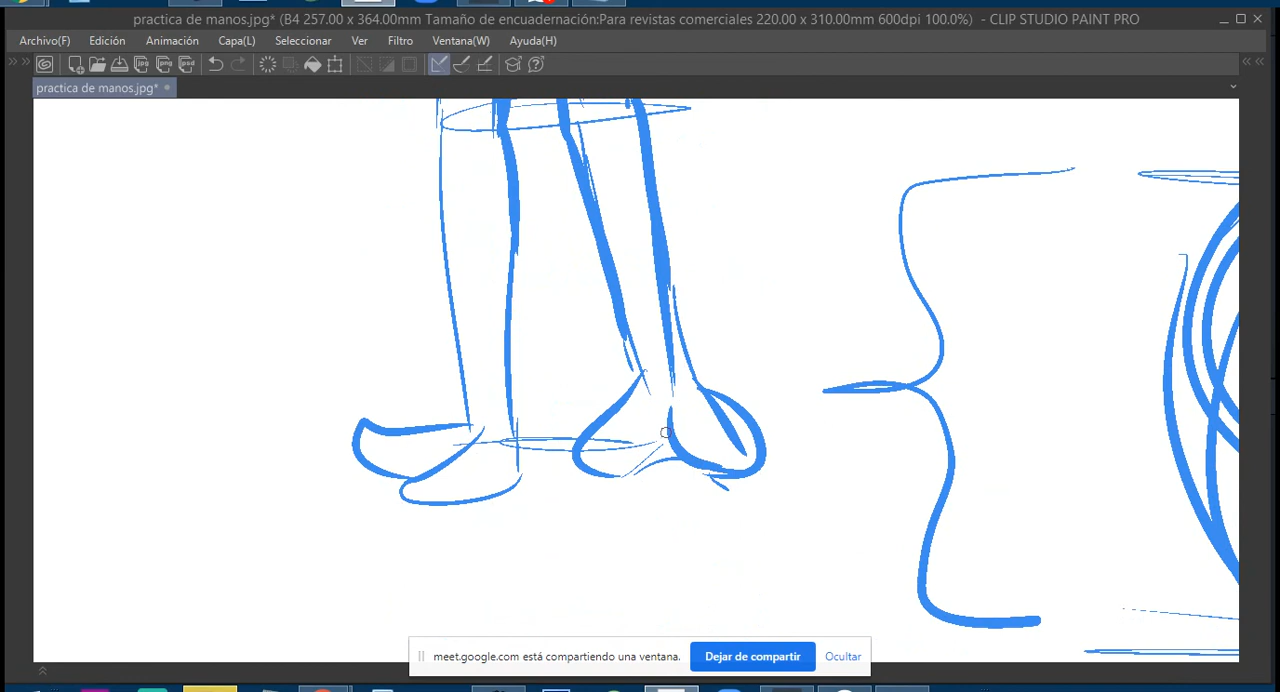 practica de manos.jpg* (B4 257.00 x 364.00mm Tamaño de encuadernación:Para revistas comerciales 220.00 x 310.00mm 600dpi 100.0%) - CLIP STUDIO PAINT PRO
Archivo(F) Edición Animación Capa(L) Seleccionar Ver Filtro Ventana(W) Ayuda(H)
practica de manos.jpg*
meet.google.com está compartiendo una ventana. Dejar de compartir Ocultar